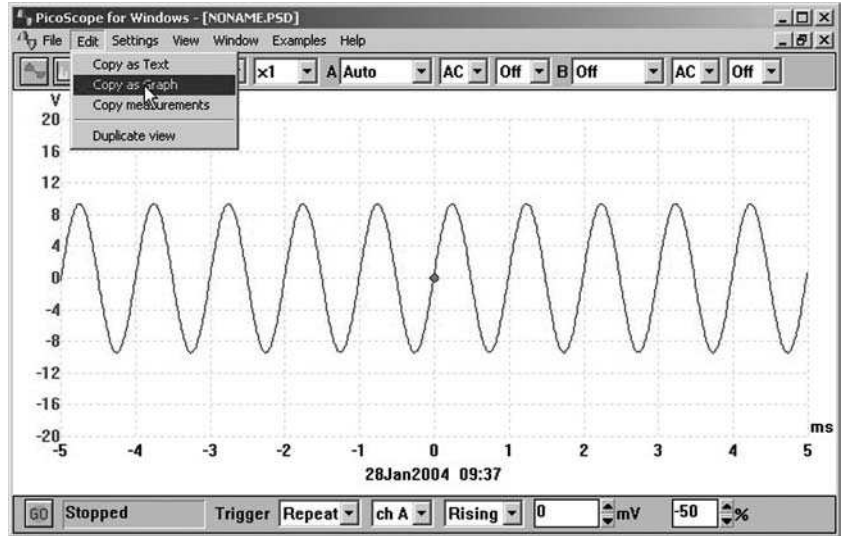 PicoScope for Windows - [NONAME.PSD]
File Edit Settings View Window Examples Help
x1 A Auto AC Off B Off AC Off
Copy as Text
Copy as Graph
Copy measurements
Duplicate view
V
20
16
12
8
4
0
-4
-8
-12
-16
-20
ms
-5 -4 -3 -2 -1 0 1 2 3 4 5
28Jan2004 09:37
GO Stopped Trigger Repeat ch A Rising 0 mV -50 %